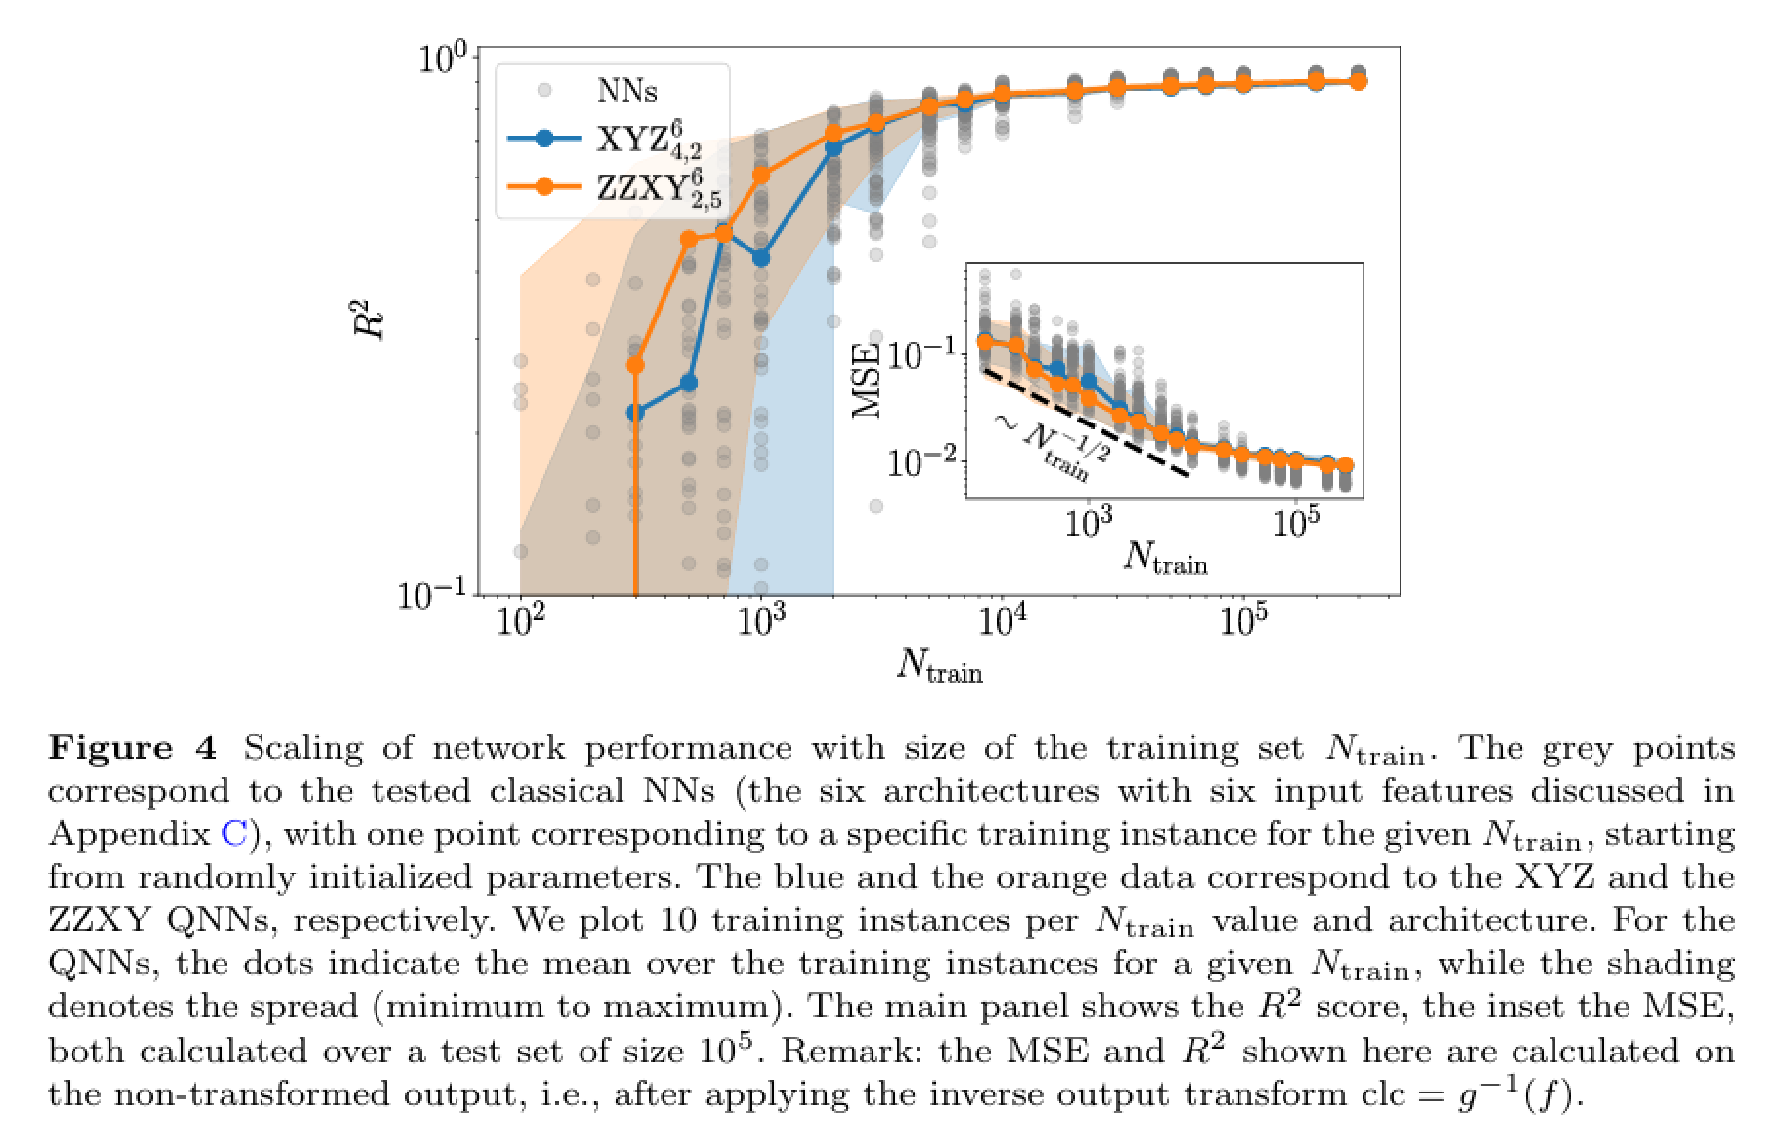 10^0
NNs
XYZ^6_{4,2}
ZZXY^6_{2,5}
R^2
10^{-1}
10^2
10^3
10^4
10^5
N_train
MSE
10^{-1}
10^{-2}
~ N_train^{-1/2}
10^3
10^5
N_train
Figure 4 Scaling of network performance with size of the training set N_train. The grey points
correspond to the tested classical NNs (the six architectures with six input features discussed in
Appendix C), with one point corresponding to a specific training instance for the given N_train, starting
from randomly initialized parameters. The blue and the orange data correspond to the XYZ and the
ZZXY QNNs, respectively. We plot 10 training instances per N_train value and architecture. For the
QNNs, the dots indicate the mean over the training instances for a given N_train, while the shading
denotes the spread (minimum to maximum). The main panel shows the R^2 score, the inset the MSE,
both calculated over a test set of size 10^5. Remark: the MSE and R^2 shown here are calculated on
the non-transformed output, i.e., after applying the inverse output transform clc = g^{-1}(f).